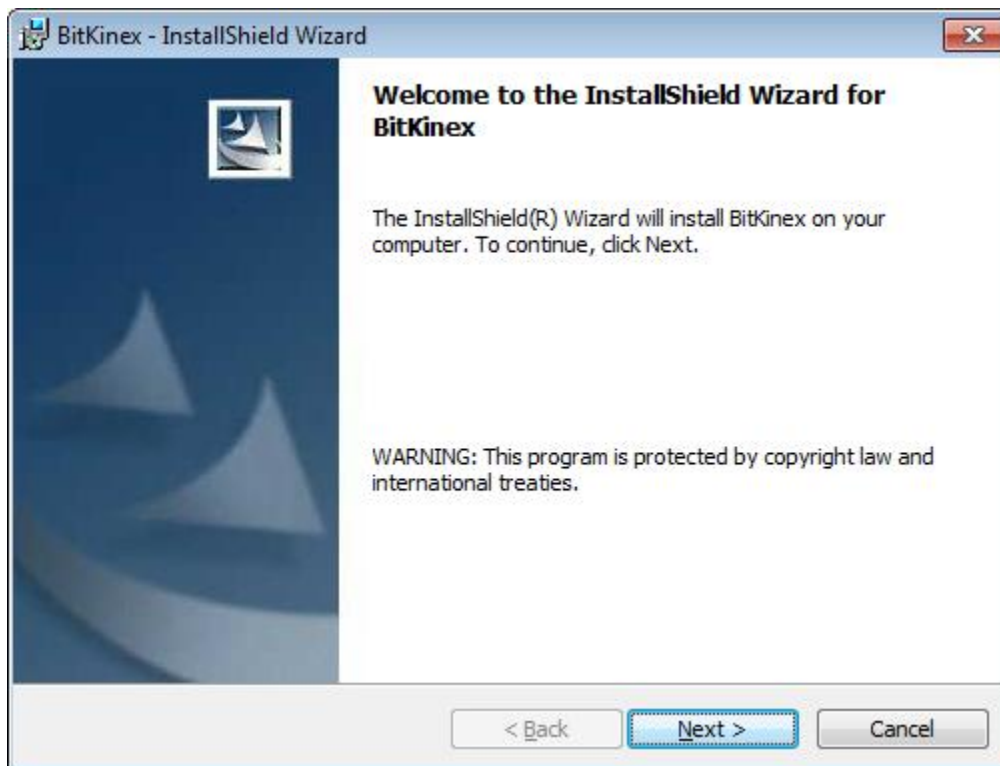 BitKinex - InstallShield Wizard
Welcome to the InstallShield Wizard for
BitKinex
The InstallShield(R) Wizard will install BitKinex on your
computer. To continue, click Next.
WARNING: This program is protected by copyright law and
international treaties.
< Back
Next >
Cancel